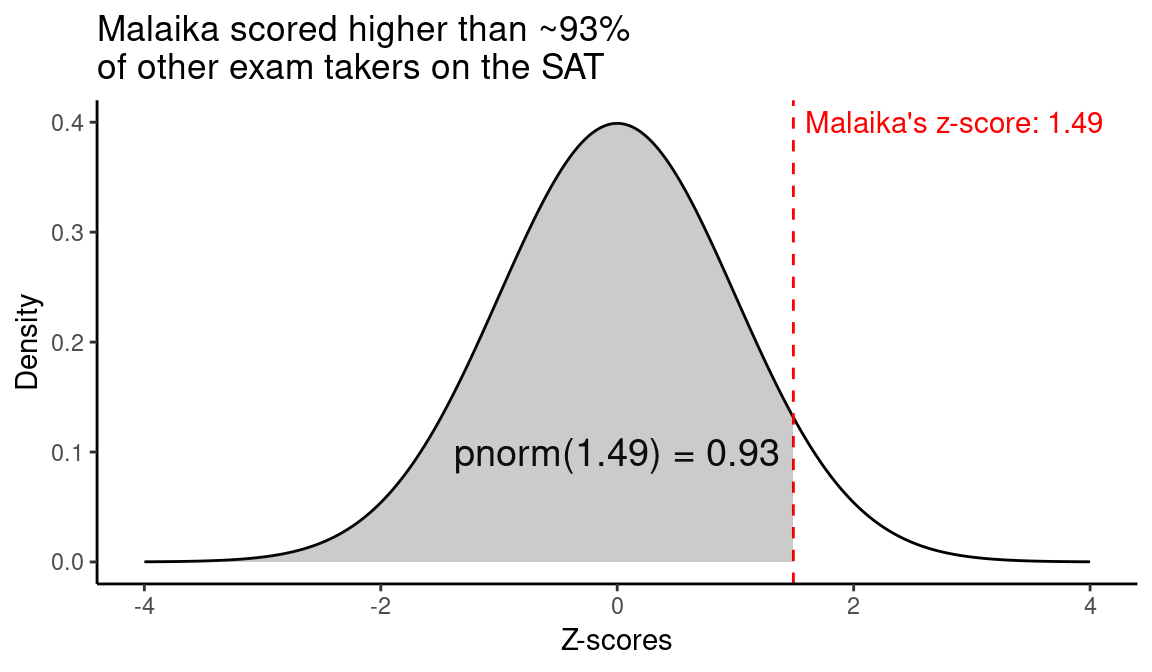 Malaika scored higher than ~93%
of other exam takers on the SAT
Malaika's z-score: 1.49
Density
0.4
0.3
0.2
0.1
0.0
pnorm(1.49) = 0.93
-4
-2
0
2
4
Z-scores